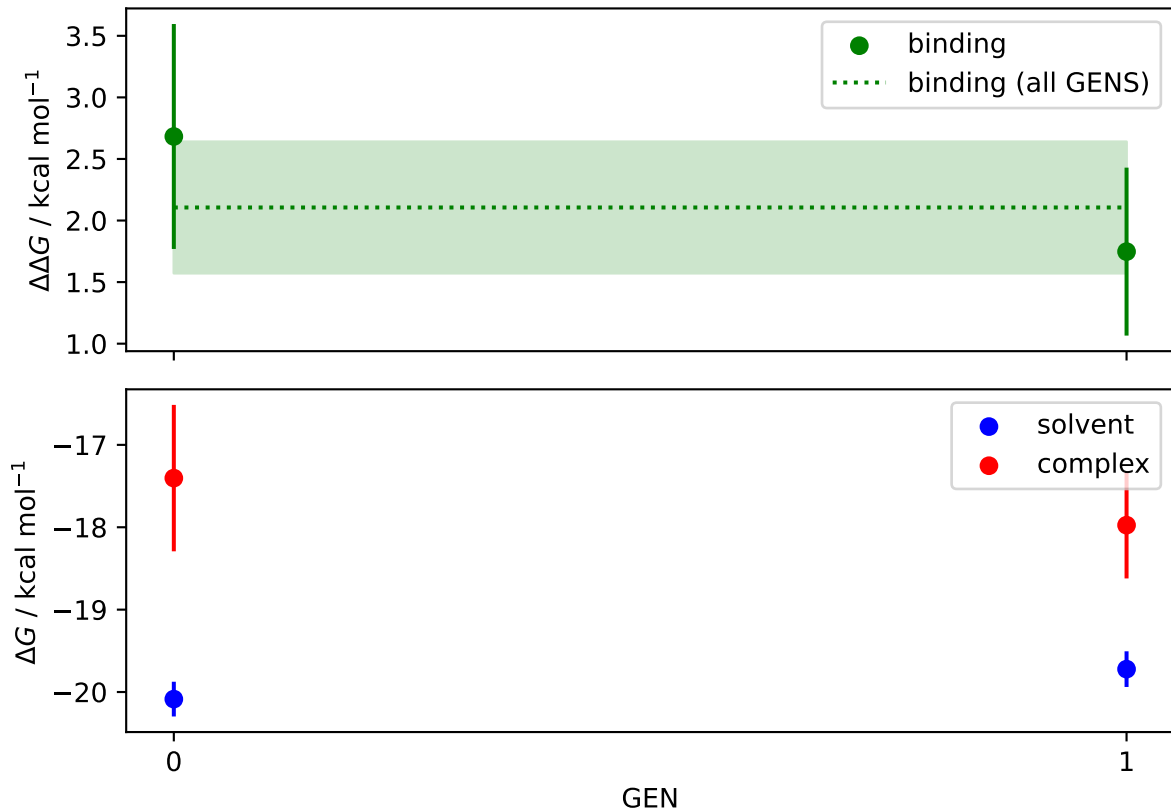 3.5
3.0
2.5
2.0
1.5
1.0
ΔΔG / kcal mol⁻¹
binding
binding (all GENS)
−17
−18
−19
−20
ΔG / kcal mol⁻¹
solvent
complex
0
1
GEN